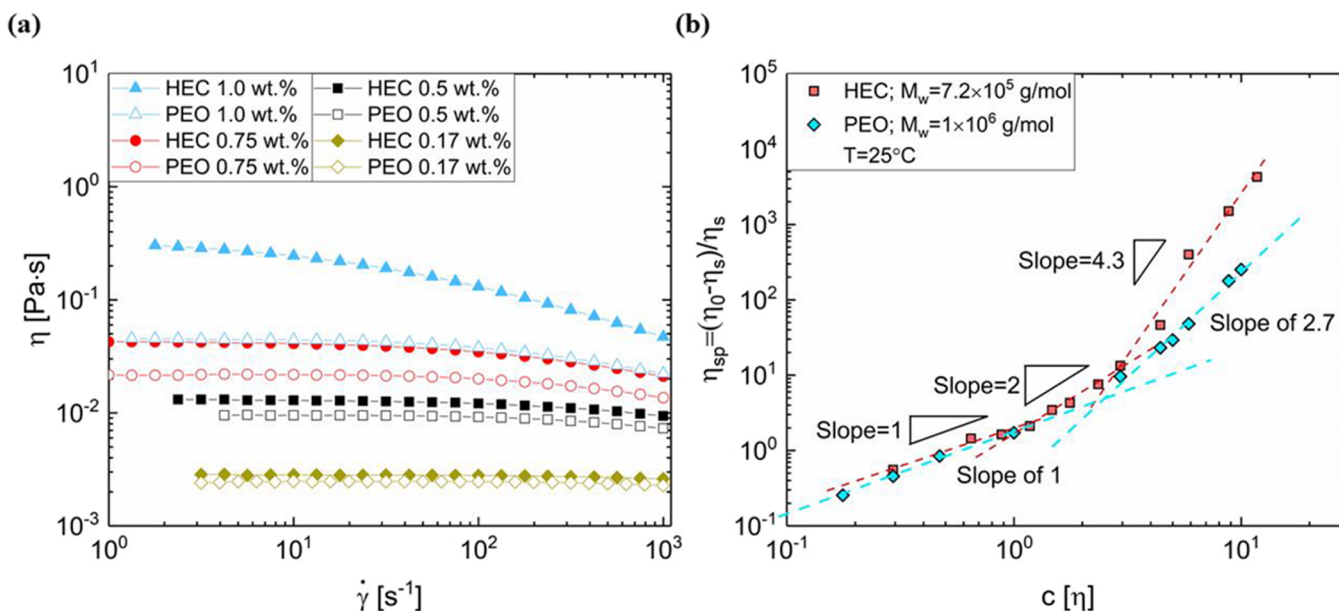 (a)
(b)
10¹
10⁰
10⁻¹
10⁻²
10⁻³
η [Pa·s]
HEC 1.0 wt.%
PEO 1.0 wt.%
HEC 0.75 wt.%
PEO 0.75 wt.%
HEC 0.5 wt.%
PEO 0.5 wt.%
HEC 0.17 wt.%
PEO 0.17 wt.%
10⁰
10¹
10²
10³
γ̇ [s⁻¹]
10⁵
10⁴
10³
10²
10¹
10⁰
10⁻¹
ηsp=(η0-ηs)/ηs
HEC; Mw=7.2×10⁵ g/mol
PEO; Mw=1×10⁶ g/mol
T=25°C
Slope=4.3
Slope of 2.7
Slope=2
Slope=1
Slope of 1
10⁻¹
10⁰
10¹
c [η]